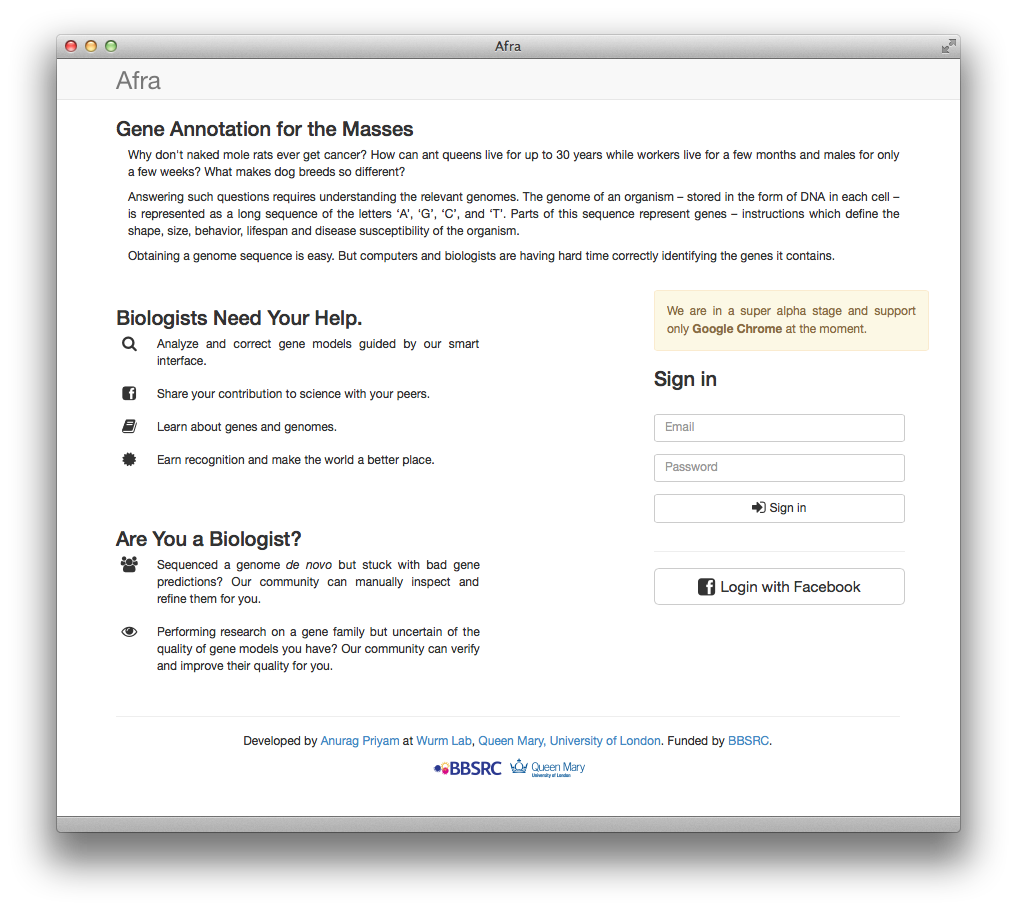 Afra
Afra
Gene Annotation for the Masses
Why don't naked mole rats ever get cancer? How can ant queens live for up to 30 years while workers live for a few months and males for only
a few weeks? What makes dog breeds so different?
Answering such questions requires understanding the relevant genomes. The genome of an organism – stored in the form of DNA in each cell –
is represented as a long sequence of the letters ‘A’, ‘G’, ‘C’, and ‘T’. Parts of this sequence represent genes – instructions which define the
shape, size, behavior, lifespan and disease susceptibility of the organism.
Obtaining a genome sequence is easy. But computers and biologists are having hard time correctly identifying the genes it contains.
Biologists Need Your Help.
Analyze and correct gene models guided by our smart
interface.
Share your contribution to science with your peers.
Learn about genes and genomes.
Earn recognition and make the world a better place.
Are You a Biologist?
Sequenced a genome de novo but stuck with bad gene
predictions? Our community can manually inspect and
refine them for you.
Performing research on a gene family but uncertain of the
quality of gene models you have? Our community can verify
and improve their quality for you.
We are in a super alpha stage and support
only Google Chrome at the moment.
Sign in
Email
Password
Sign in
Login with Facebook
Developed by Anurag Priyam at Wurm Lab, Queen Mary, University of London. Funded by BBSRC.
BBSRC
Queen Mary
University of London